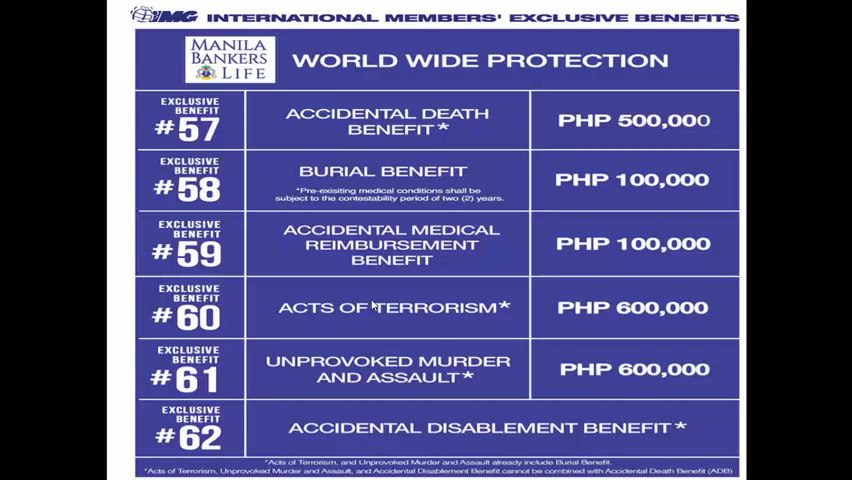 IMG INTERNATIONAL MEMBERS' EXCLUSIVE BENEFITS
MANILA
BANKERS
LIFE
WORLD WIDE PROTECTION
EXCLUSIVE
BENEFIT
#57
ACCIDENTAL DEATH
BENEFIT*
PHP 500,000
EXCLUSIVE
BENEFIT
#58
BURIAL BENEFIT
*Pre-exisiting medical conditions shall be
subject to the contestability period of two (2) years.
PHP 100,000
EXCLUSIVE
BENEFIT
#59
ACCIDENTAL MEDICAL
REIMBURSEMENT
BENEFIT
PHP 100,000
EXCLUSIVE
BENEFIT
#60
ACTS OF TERRORISM*
PHP 600,000
EXCLUSIVE
BENEFIT
#61
UNPROVOKED MURDER
AND ASSAULT*
PHP 600,000
EXCLUSIVE
BENEFIT
#62
ACCIDENTAL DISABLEMENT BENEFIT*
*Acts of Terrorism, and Unprovoked Murder and Assault already include Burial Benefit.
*Acts of Terrorism, Unprovoked Murder and Assault, and Accidental Disablement Benefit cannot be combined with Accidental Death Benefit (ADB)